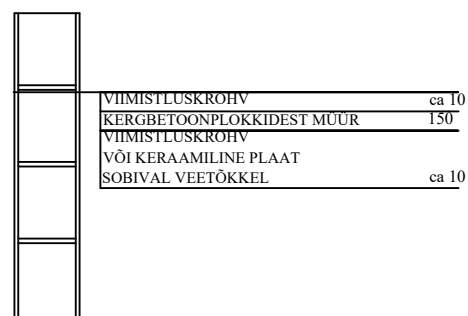 VIIMISTLUSKROHV ca 10
KERGBETOONPLOKKIDEST MÜÜR 150
VIIMISTLUSKROHV
VÕI KERAAMILINE PLAAT
SOBIVAL VEETÕKKEL ca 10